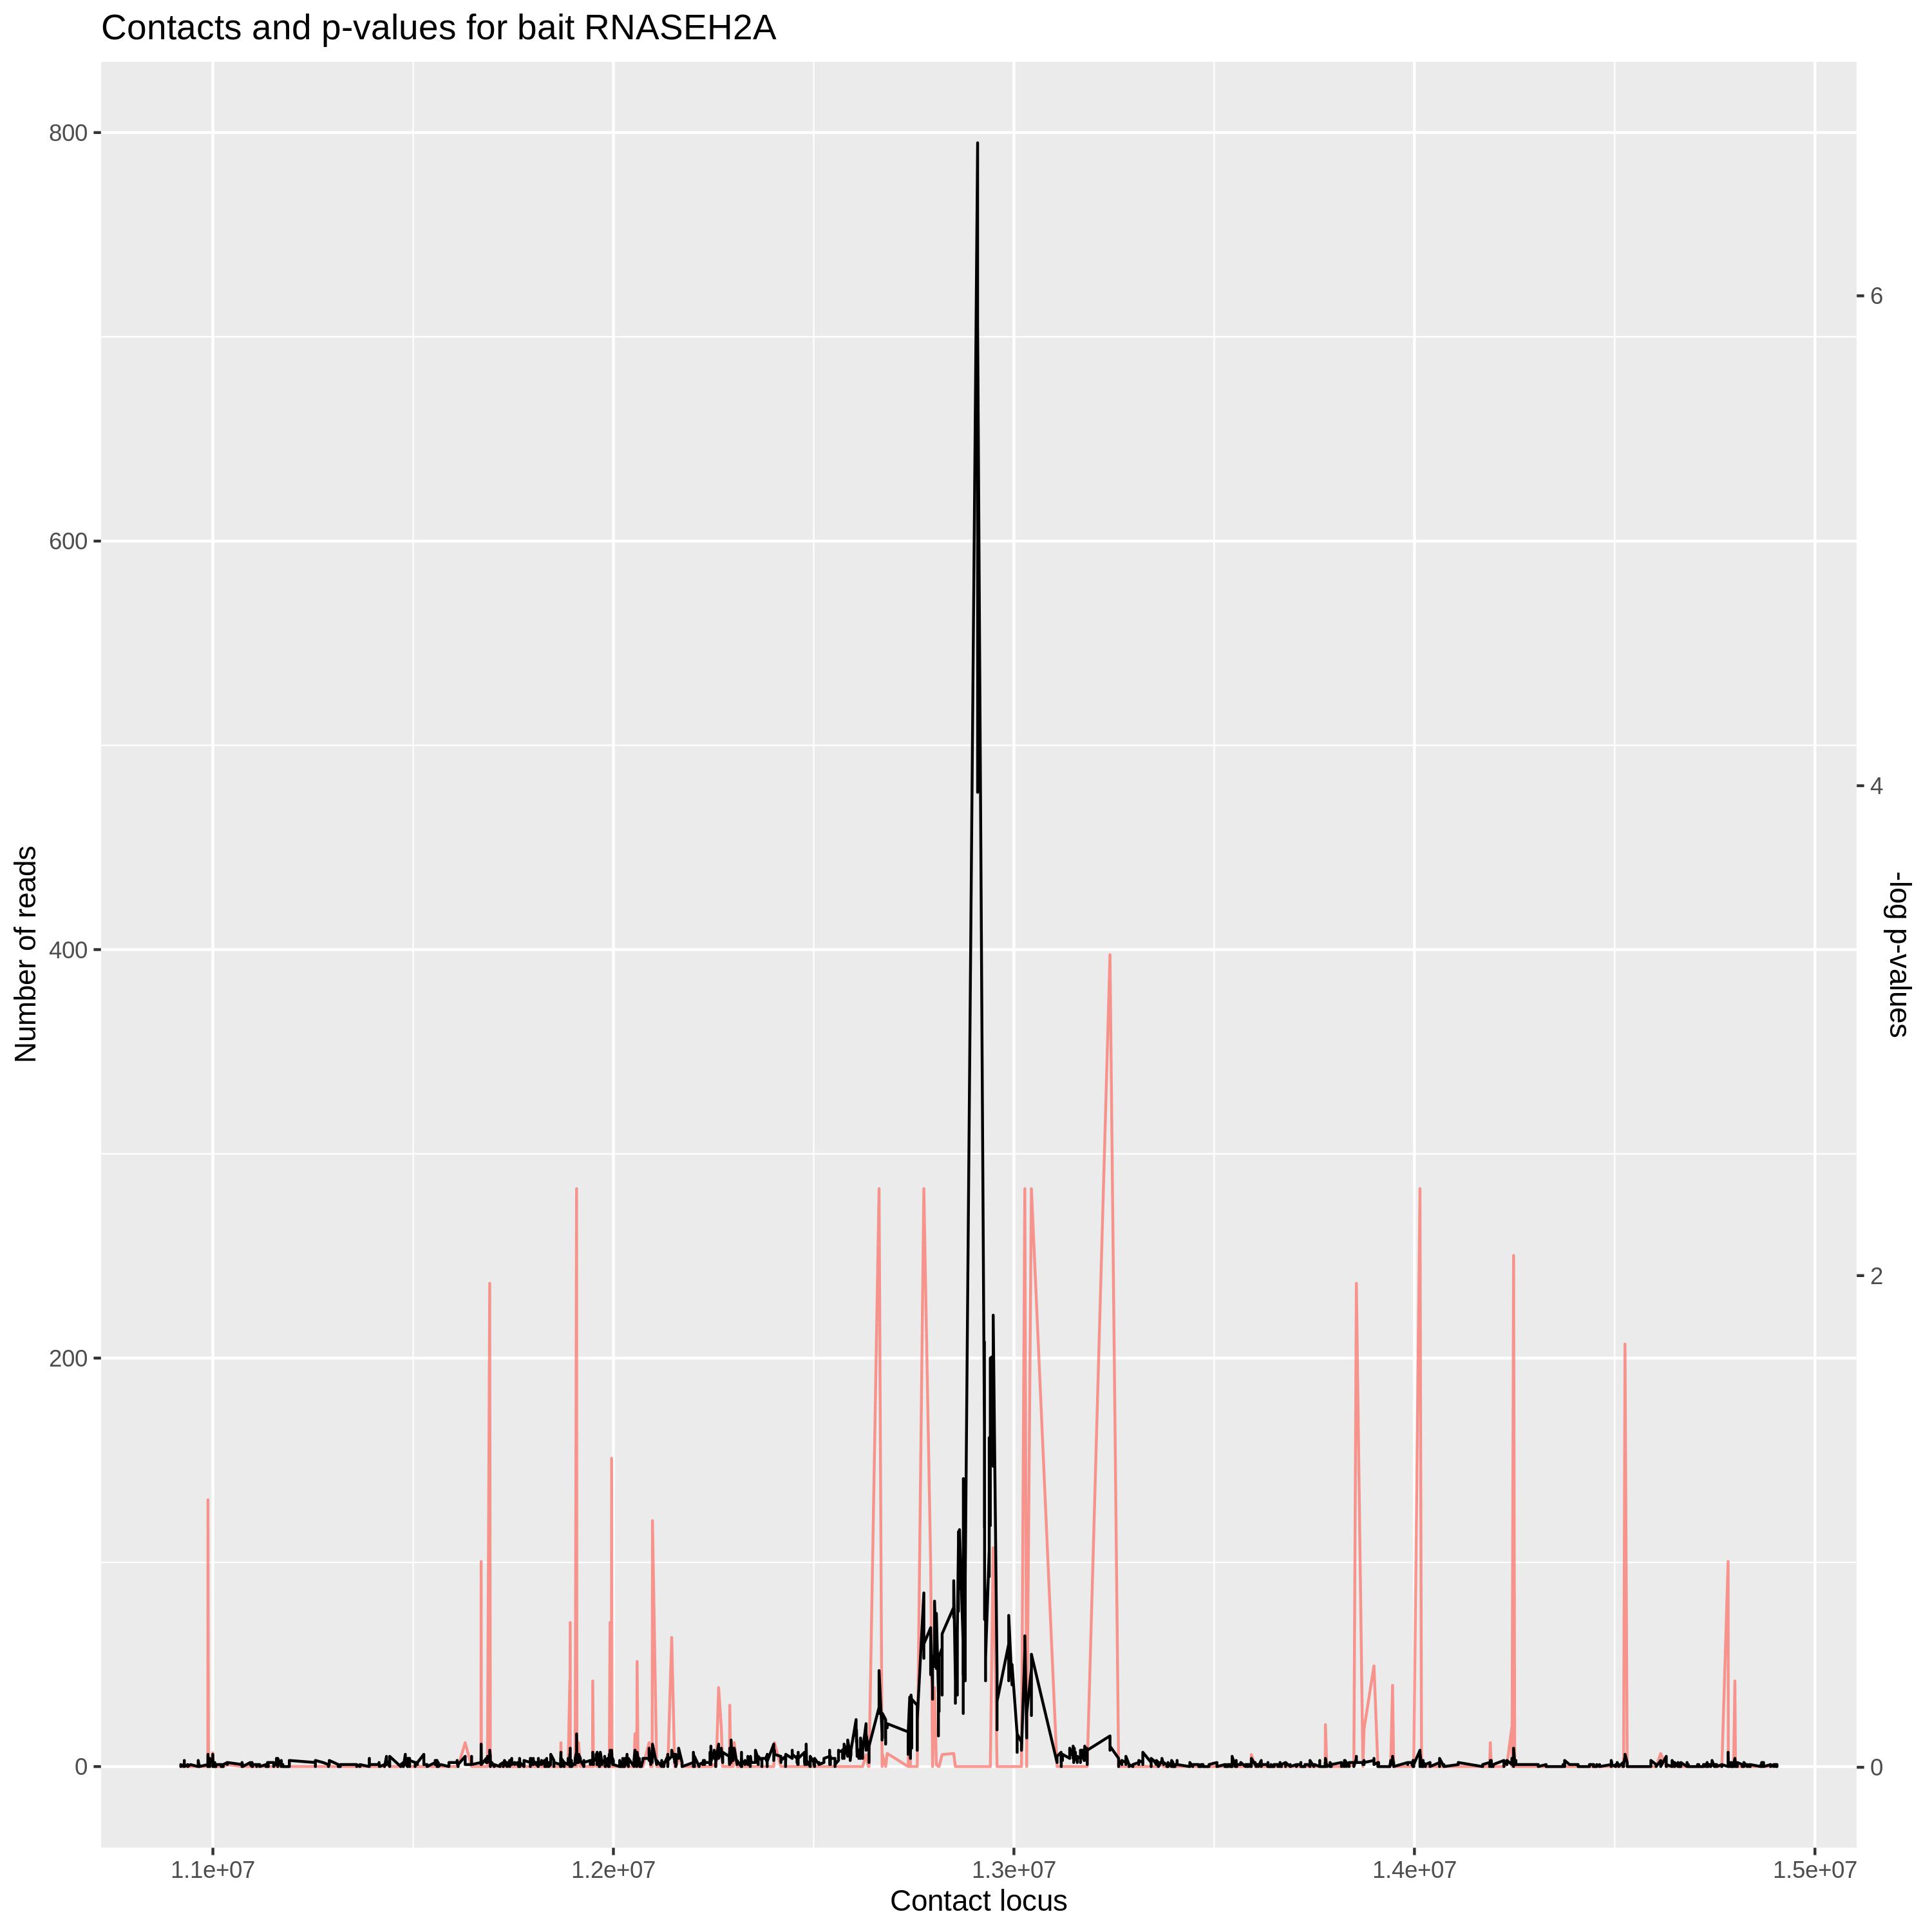 Contacts and p-values for bait RNASEH2A
800
600
400
200
0
Number of reads
6
4
2
0
-log p-values
1.1e+07
1.2e+07
1.3e+07
1.4e+07
1.5e+07
Contact locus